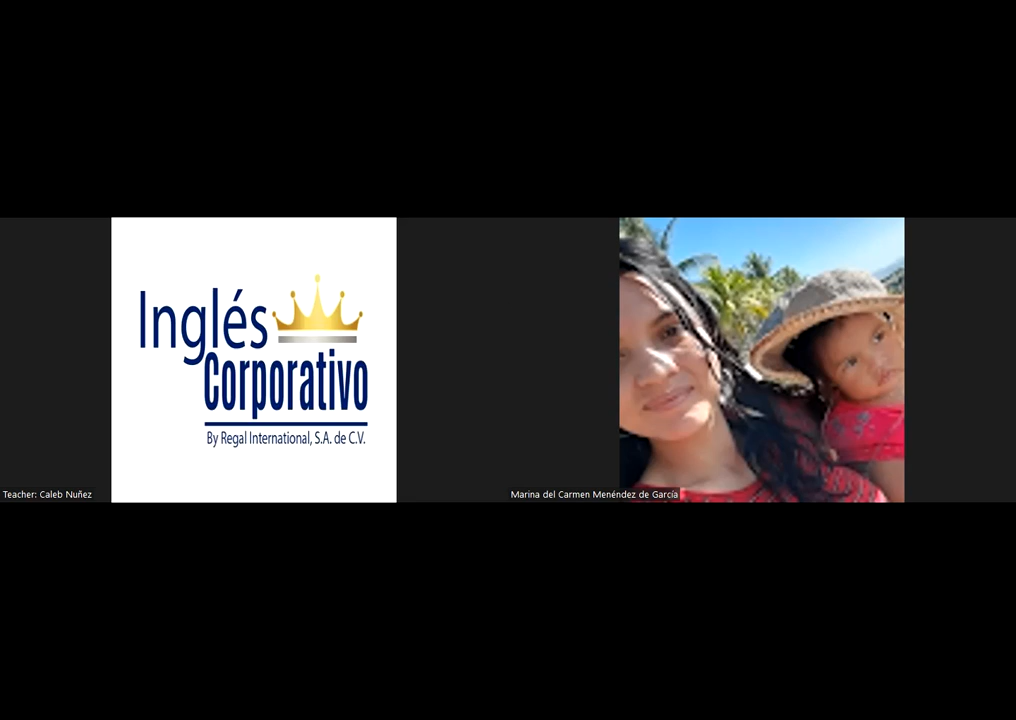 Inglés
Corporativo
By Regal International, S.A. de C.V.
Teacher: Caleb Nuñez
Marina del Carmen Menéndez de García